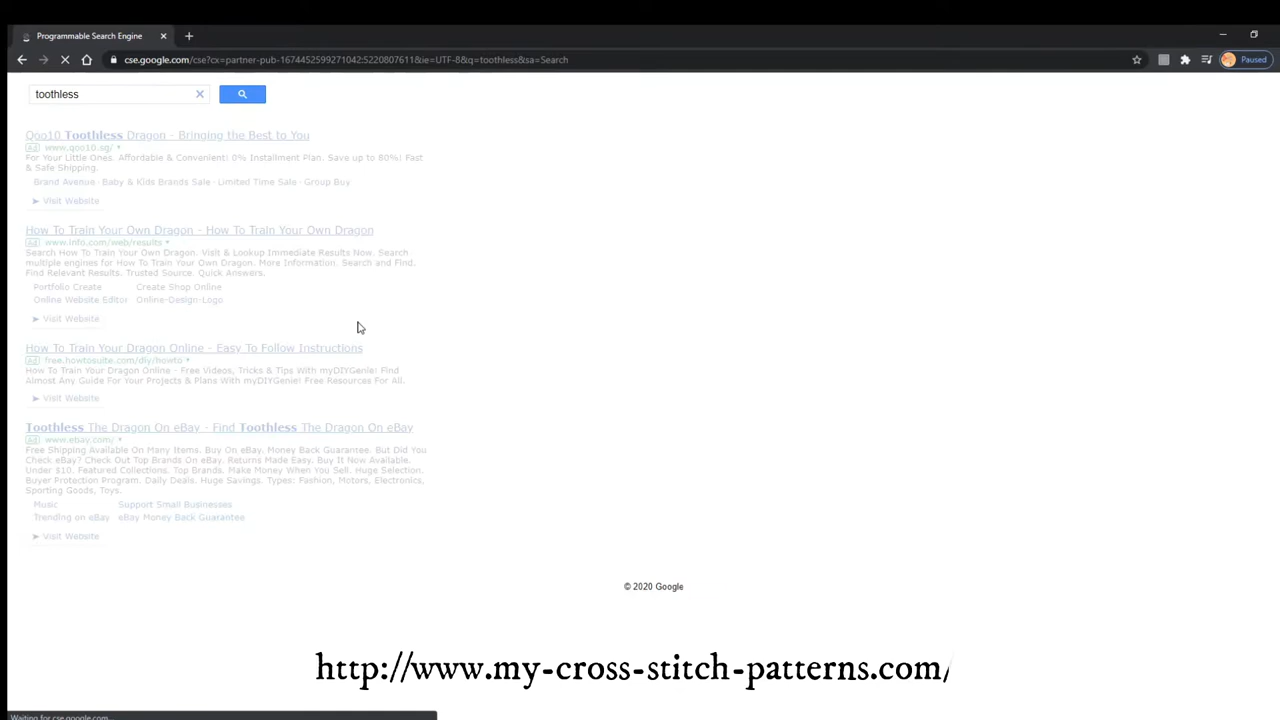 Programmable Search Engine
cse.google.com/cse?cx=partner-pub-1674452599271042:5220807611&ie=UTF-8&q=toothless&sa=Search
Paused
toothless
Qoo10 Toothless Dragon - Bringing the Best to You
Ad www.qoo10.sg/
For Your Little Ones. Affordable & Convenient! 0% Installment Plan. Save up to 80%! Fast
& Safe Shipping.
Brand Avenue · Baby & Kids Brands Sale · Limited Time Sale · Group Buy
Visit Website
How To Train Your Own Dragon - How To Train Your Own Dragon
Ad www.info.com/web/results
Search How To Train Your Own Dragon. Visit & Lookup Immediate Results Now. Search
multiple engines for How To Train Your Own Dragon. More Information. Search and Find.
Find Relevant Results. Trusted Source. Quick Answers.
Portfolio Create Create Shop Online
Online Website Editor Online-Design-Logo
Visit Website
How To Train Your Dragon Online - Easy To Follow Instructions
Ad free.howtosuite.com/diy/howto
How To Train Your Dragon Online - Free Videos, Tricks & Tips With myDIYGenie! Find
Almost Any Guide For Your Projects & Plans With myDIYGenie! Free Resources For All.
Visit Website
Toothless The Dragon On eBay - Find Toothless The Dragon On eBay
Ad www.ebay.com/
Free Shipping Available On Many Items. Buy On eBay. Money Back Guarantee. But Did You
Check eBay? Check Out Top Brands On eBay. Returns Made Easy. Buy It Now Available.
Under $10. Featured Collections. Top Brands. Make Money When You Sell. Huge Selection.
Buyer Protection Program. Daily Deals. Huge Savings. Types: Fashion, Motors, Electronics,
Sporting Goods, Toys.
Music Support Small Businesses
Trending on eBay eBay Money Back Guarantee
Visit Website
© 2020 Google
http://www.my-cross-stitch-patterns.com/
Waiting for cse.google.com...